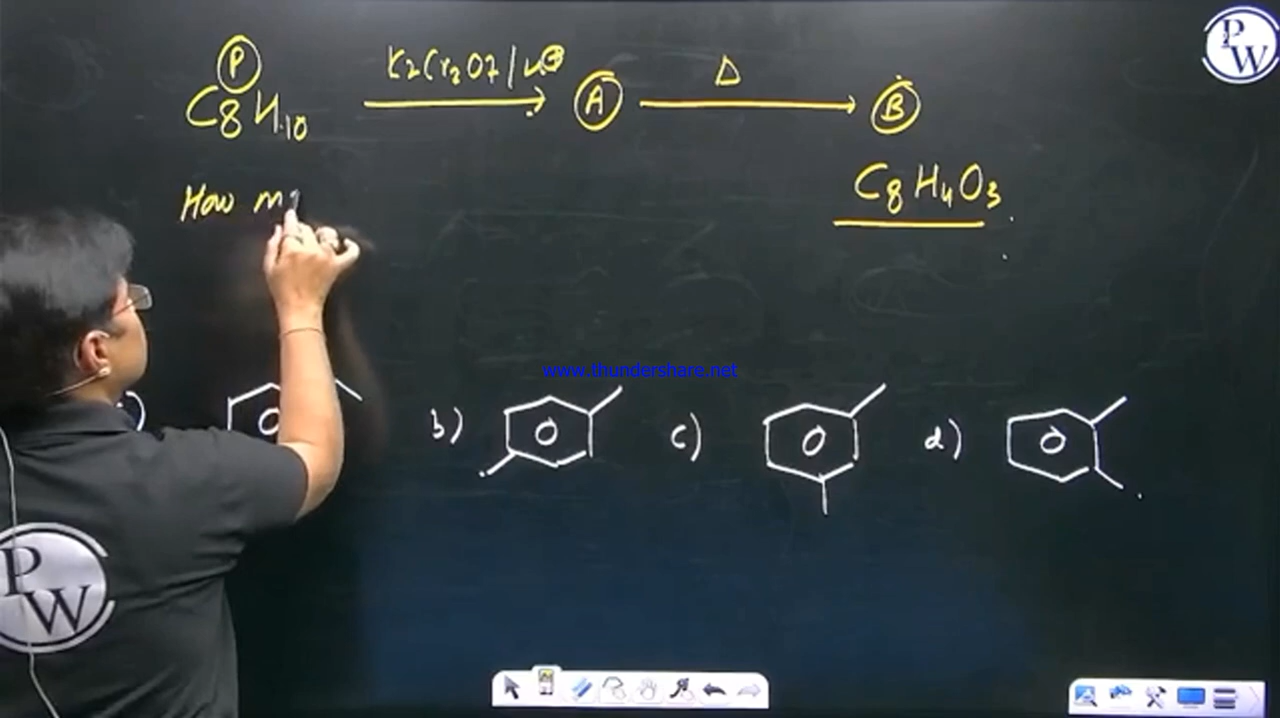 P
C8H10 K2Cr2O7/H⊕ A Δ B
C8H4O3
How m
www.thundershare.net
b) c) d)
PW
PW